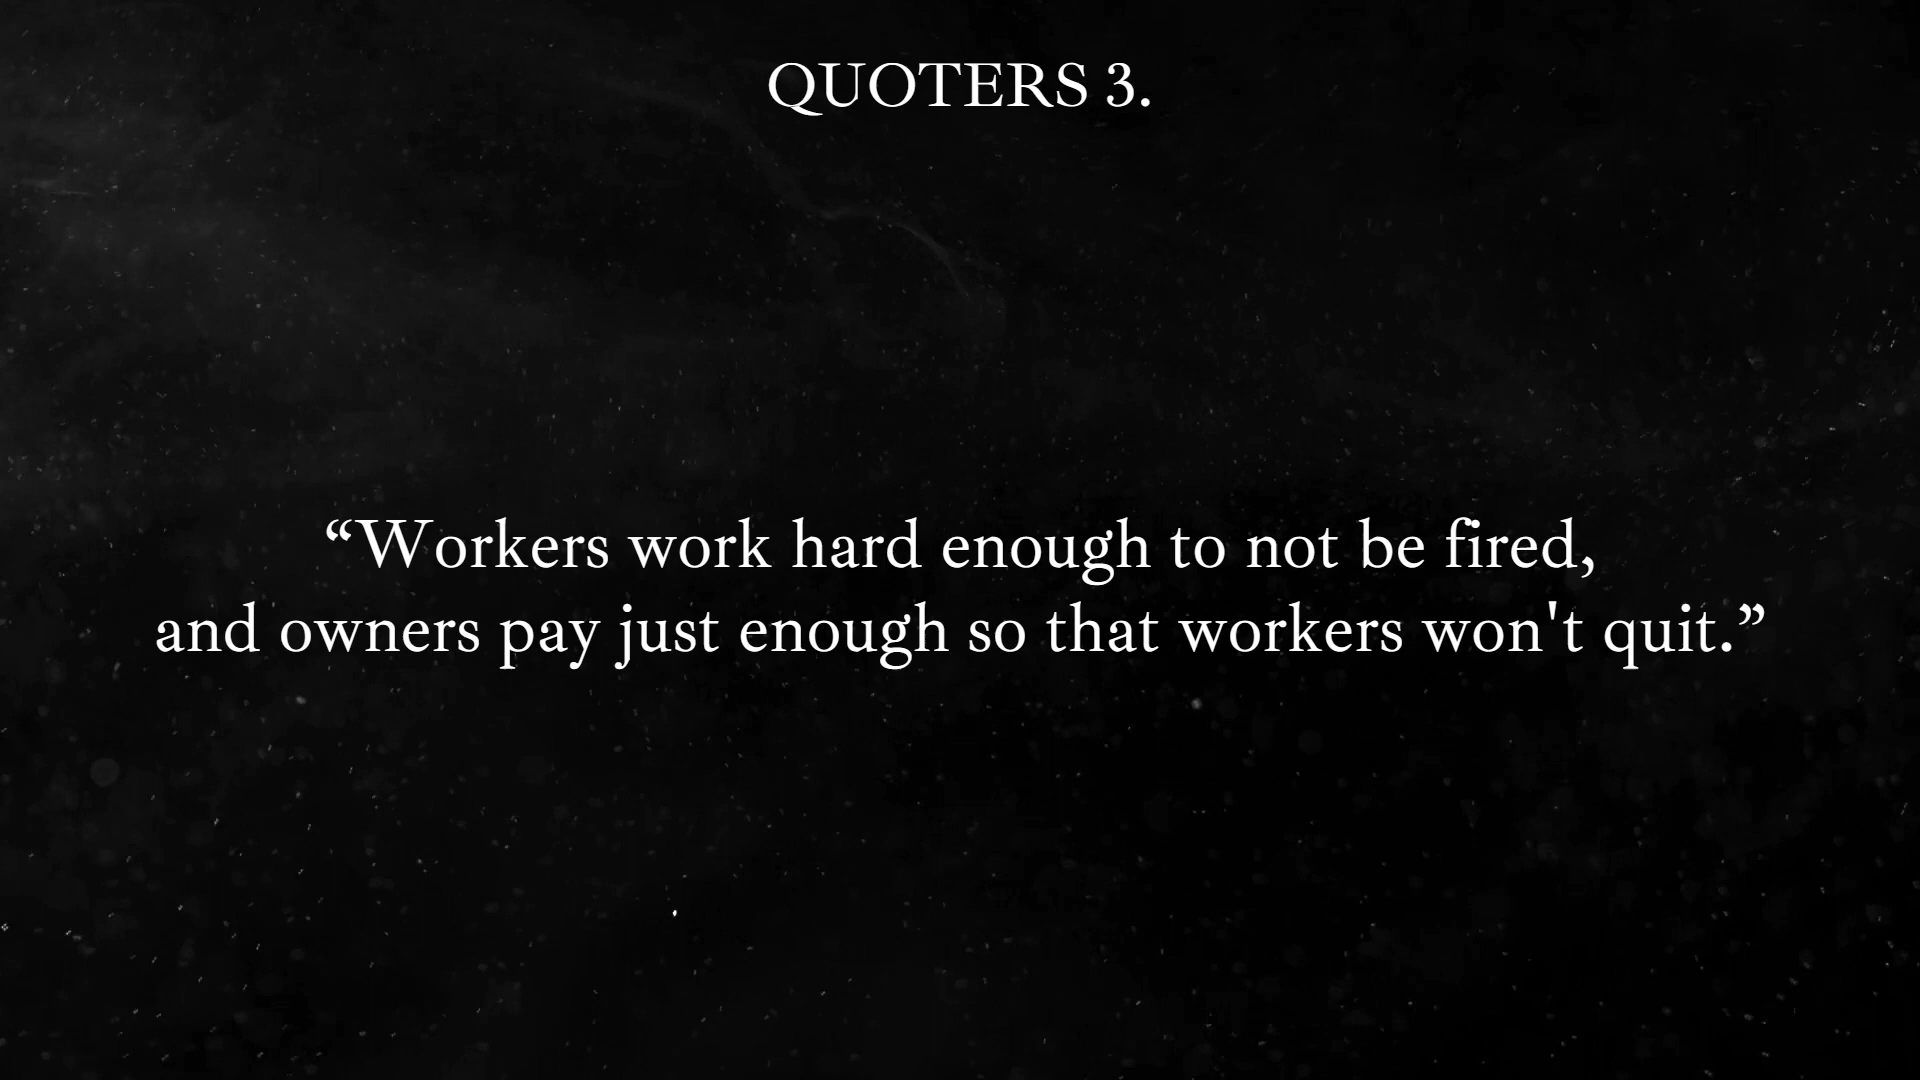 QUOTERS 3.
“Workers work hard enough to not be fired,
and owners pay just enough so that workers won't quit.”